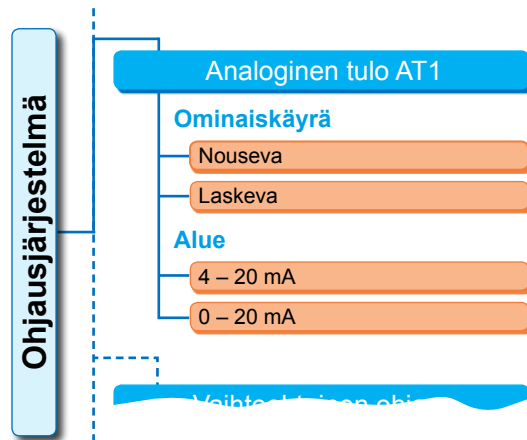 Ohjausjärjestelmä
Analoginen tulo AT1
Ominaiskäyrä
Nouseva
Laskeva
Alue
4 – 20 mA
0 – 20 mA